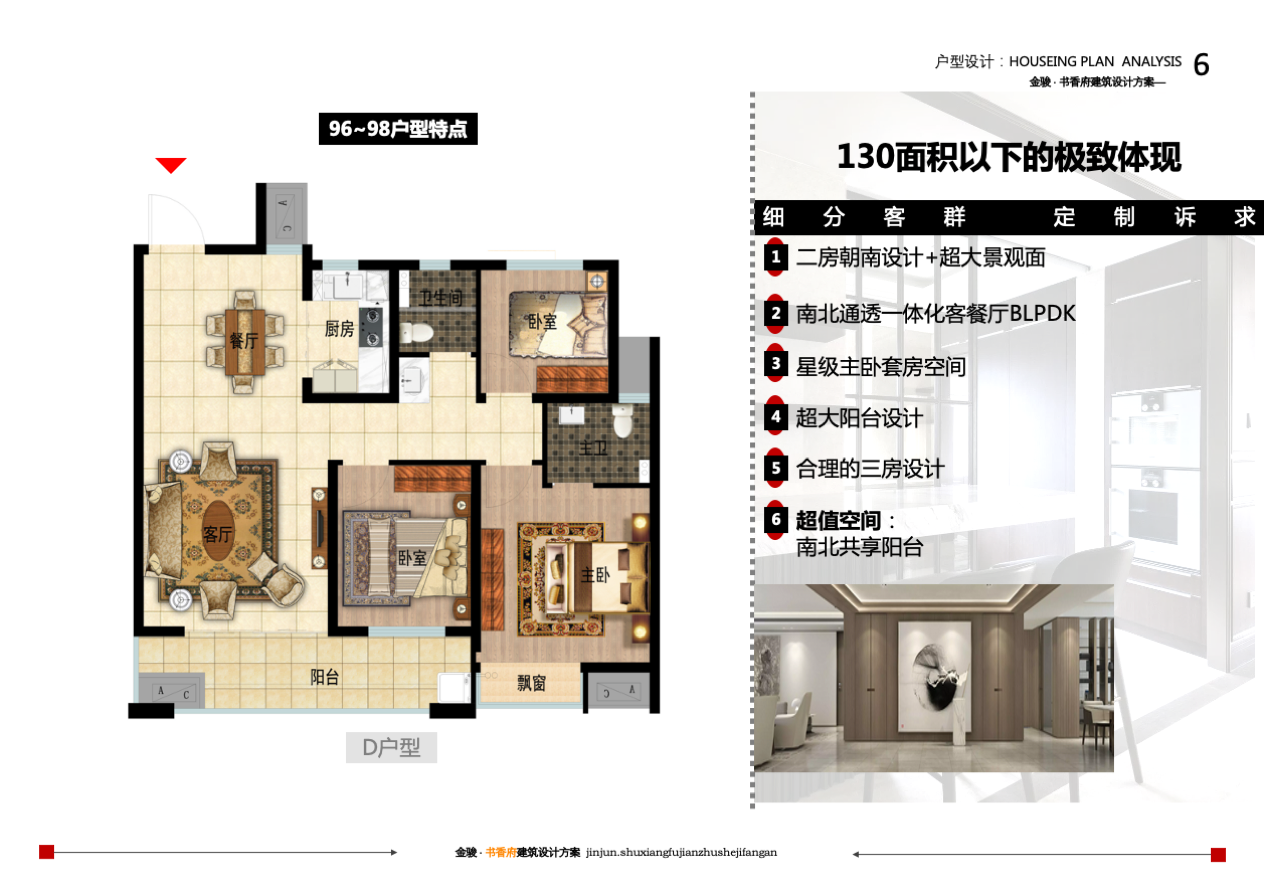 户型设计：HOUSEING PLAN ANALYSIS 6
金骏 · 书香府建筑设计方案—
96~98户型特点
130面积以下的极致体现
细分客群 定制诉求
1 二房朝南设计+超大景观面
2 南北通透一体化客餐厅BLPDK
3 星级主卧套房空间
4 超大阳台设计
5 合理的三房设计
6 超值空间：
南北共享阳台
A C
卫生间
卧室
厨房
餐厅
主卫
客厅
卧室
主卧
阳台
飘窗
A C
A C
D户型
金骏 · 书香府建筑设计方案 jinjun.shuxiangfujianzhushejifangan